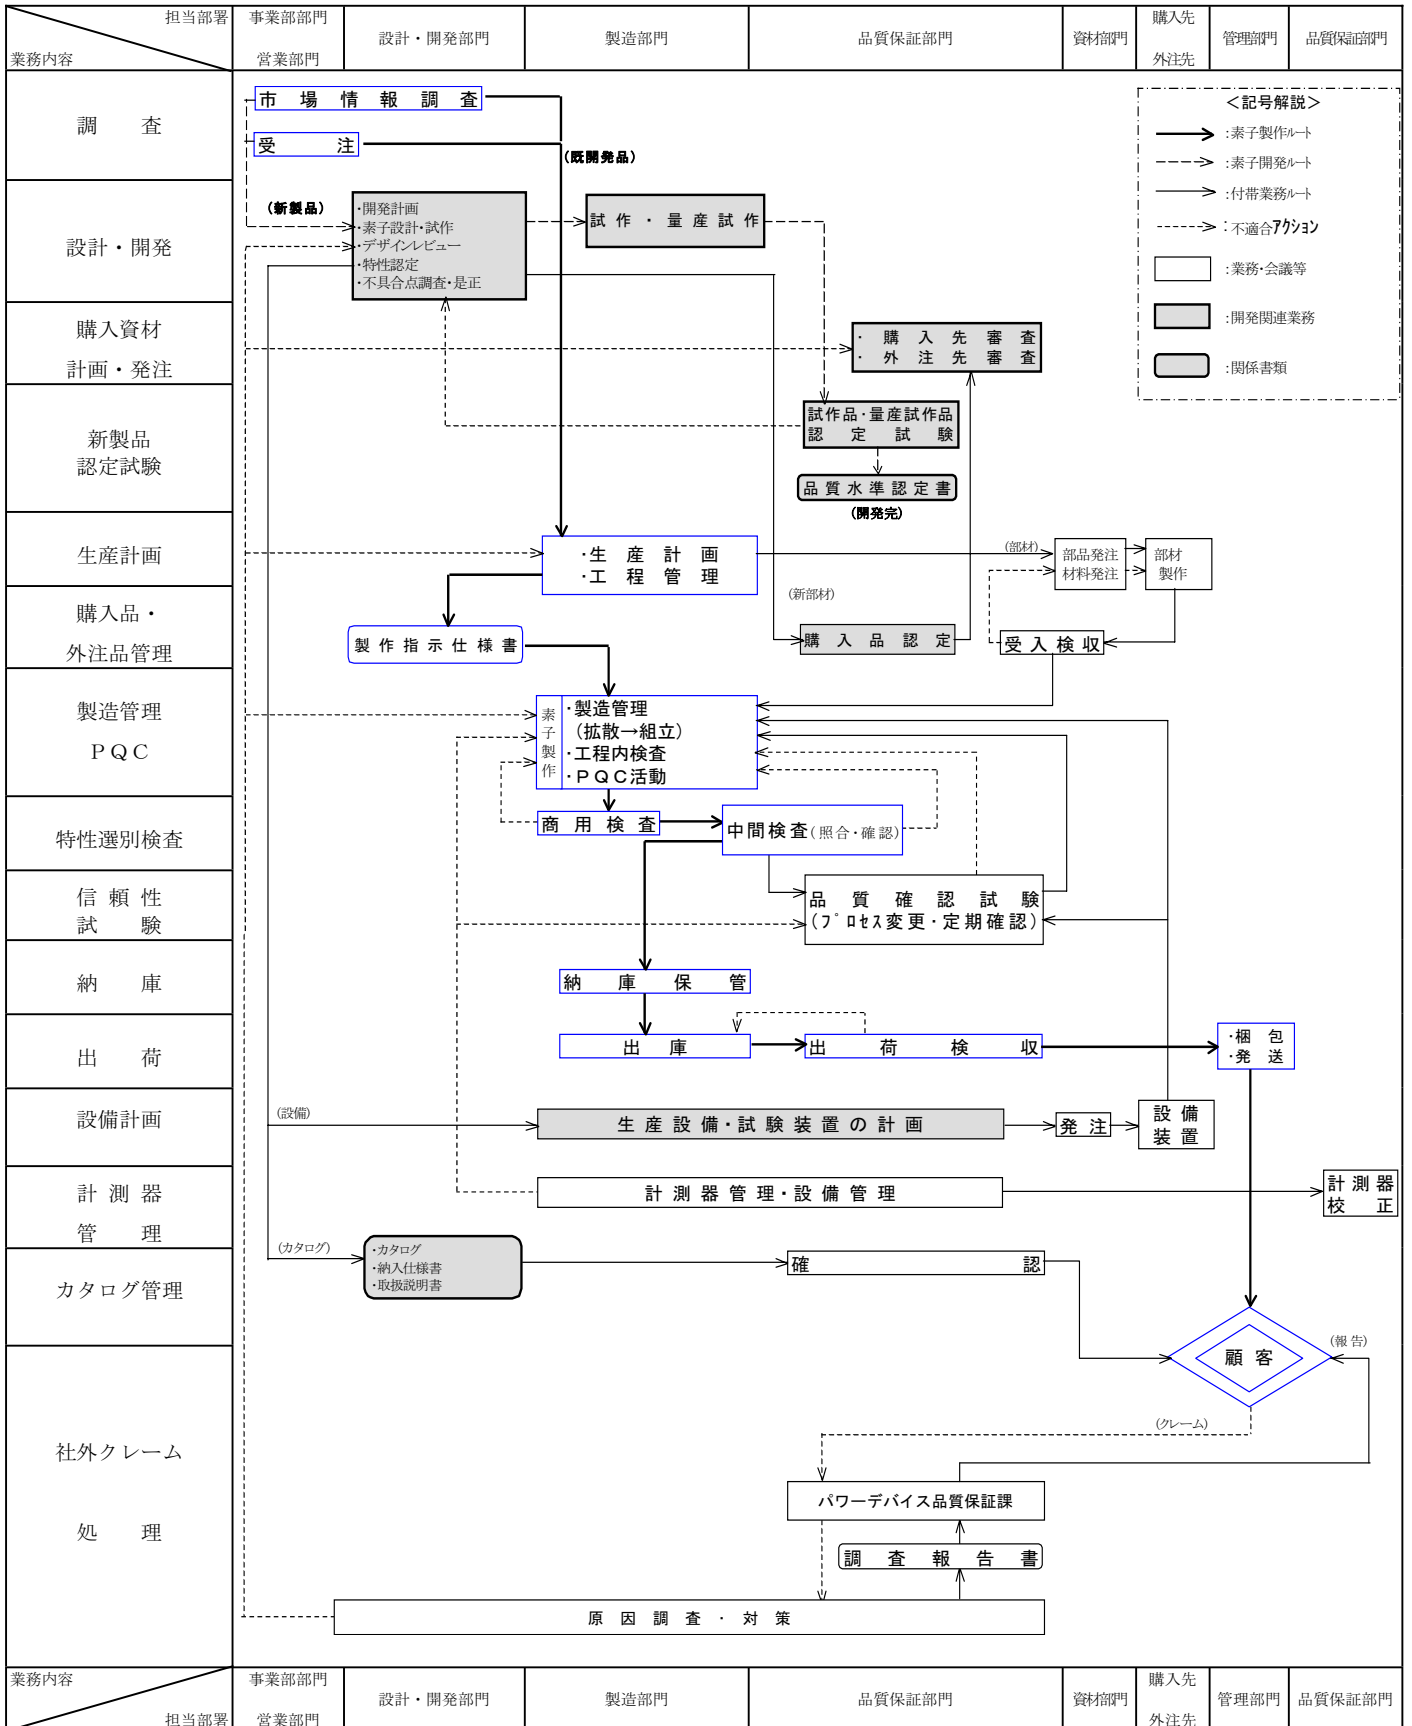 担当部署
業務内容
事業部部門
営業部門
設計・開発部門
製造部門
品質保証部門
資材部門
購入先
外注先
管理部門
品質保証部門
調 査
市 場 情 報 調 査
受 注
(既開発品)
＜記号解説＞
:素子製作ルート
:素子開発ルート
:付帯業務ルート
:不適合アクション
:業務・会議等
:開発関連業務
:関係書類
設計・開発
(新製品)
・開発計画
・素子設計・試作
・デザインレビュー
・特性認定
・不具合点調査・是正
試 作 ・ 量 産 試 作
購入資材
計画・発注
・ 購 入 先 審 査
・ 外 注 先 審 査
新製品
認定試験
試作品・量産試作品
認 定 試 験
品 質 水 準 認 定 書
(開発完)
生産計画
・生 産 計 画
・工 程 管 理
(部材)
部品発注
材料発注
部材
製作
購入品・
外注品管理
(新部材)
製 作 指 示 仕 様 書
購 入 品 認 定
受 入 検 収
製造管理
ＰＱＣ
素子製作
・製造管理
(拡散→組立)
・工程内検査
・ＰＱＣ活動
特性選別検査
商 用 検 査
中間検査(照合・確認)
信 頼 性
試 験
品 質 確 認 試 験
(プロセス変更・定期確認)
納 庫
納 庫 保 管
出 荷
出 庫
出 荷 検 収
・梱 包
・発 送
設備計画
(設備)
生 産 設 備・試 験 装 置 の 計 画
発 注
設 備
装 置
計 測 器
管 理
計 測 器 管 理・設 備 管 理
計 測 器
校 正
カタログ管理
(カタログ)
・カタログ
・納入仕様書
・取扱説明書
確 認
顧 客
(報 告)
社外クレーム
処 理
(クレーム)
パワーデバイス品質保証課
調 査 報 告 書
原 因 調 査 ・ 対 策
業務内容
担当部署
事業部部門
営業部門
設計・開発部門
製造部門
品質保証部門
資材部門
購入先
外注先
管理部門
品質保証部門